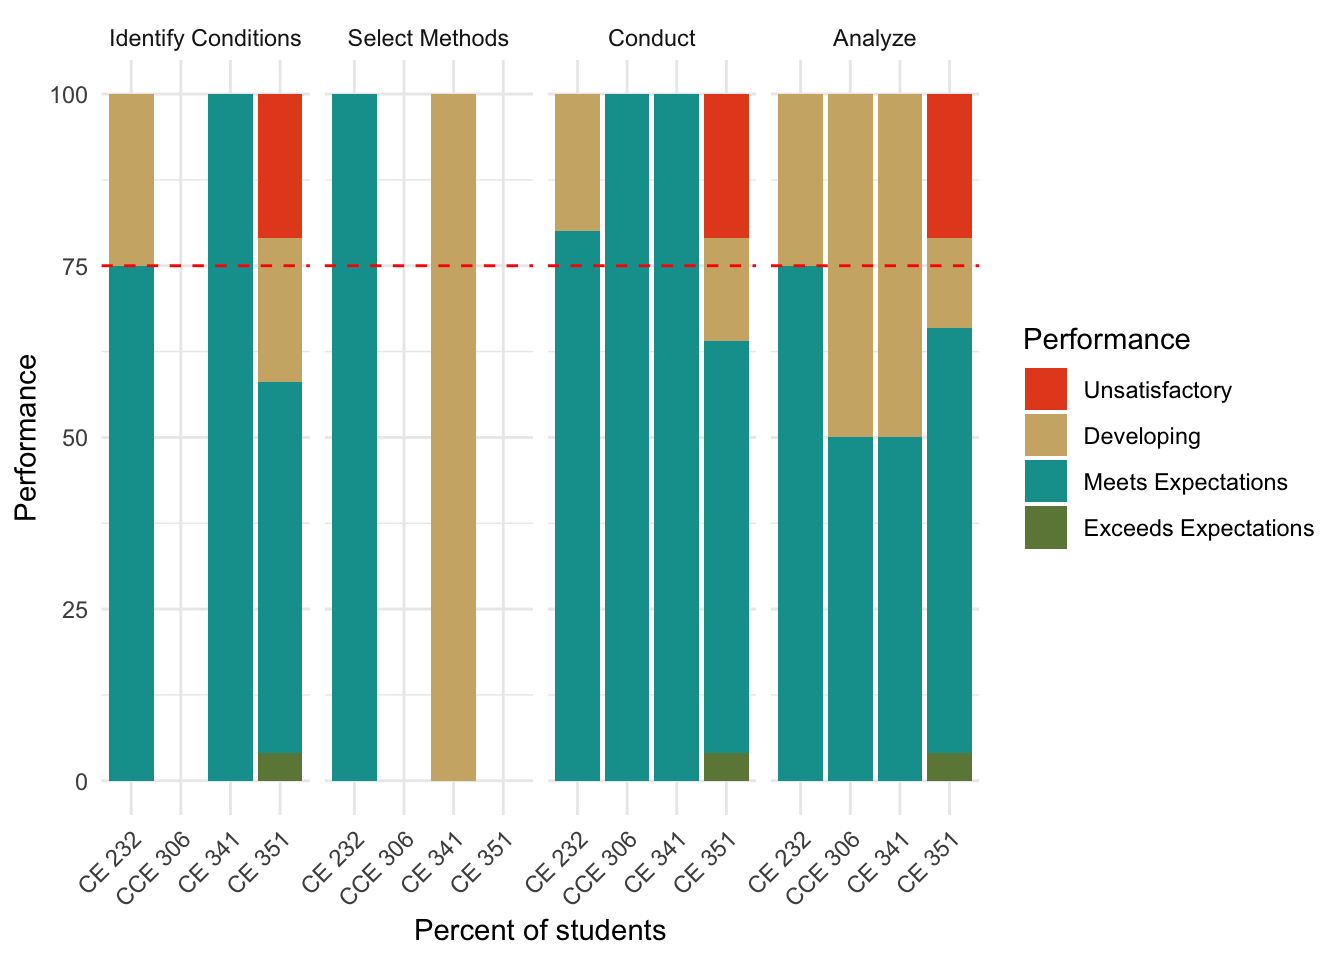 Identify Conditions
Select Methods
Conduct
Analyze
100
75
50
25
0
Performance
CE 232
CCE 306
CE 341
CE 351
CE 232
CCE 306
CE 341
CE 351
CE 232
CCE 306
CE 341
CE 351
CE 232
CCE 306
CE 341
CE 351
Percent of students
Performance
Unsatisfactory
Developing
Meets Expectations
Exceeds Expectations